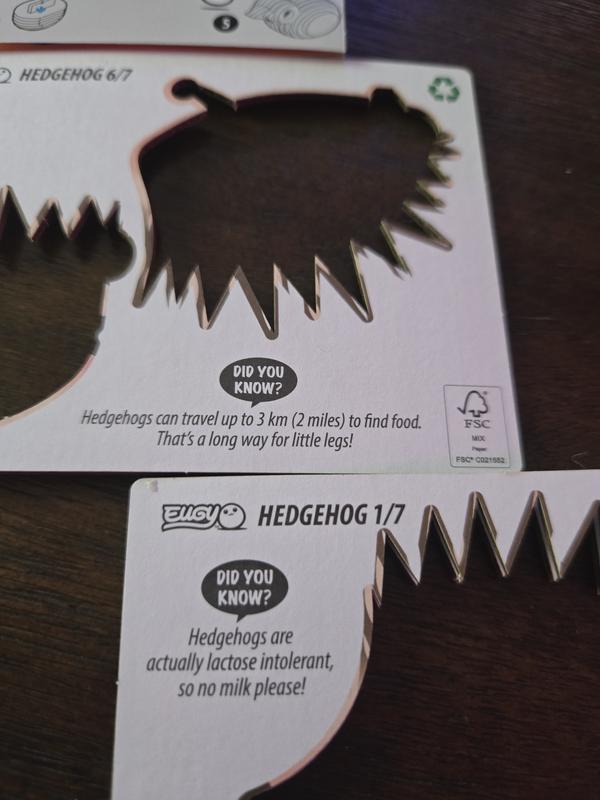 5
HEDGEHOG 6/7
DID YOU
KNOW?
Hedgehogs can travel up to 3 km (2 miles) to find food.
That's a long way for little legs!
FSC
MIX
Paper
FSC® C021552
EUGY HEDGEHOG 1/7
DID YOU
KNOW?
Hedgehogs are
actually lactose intolerant,
so no milk please!